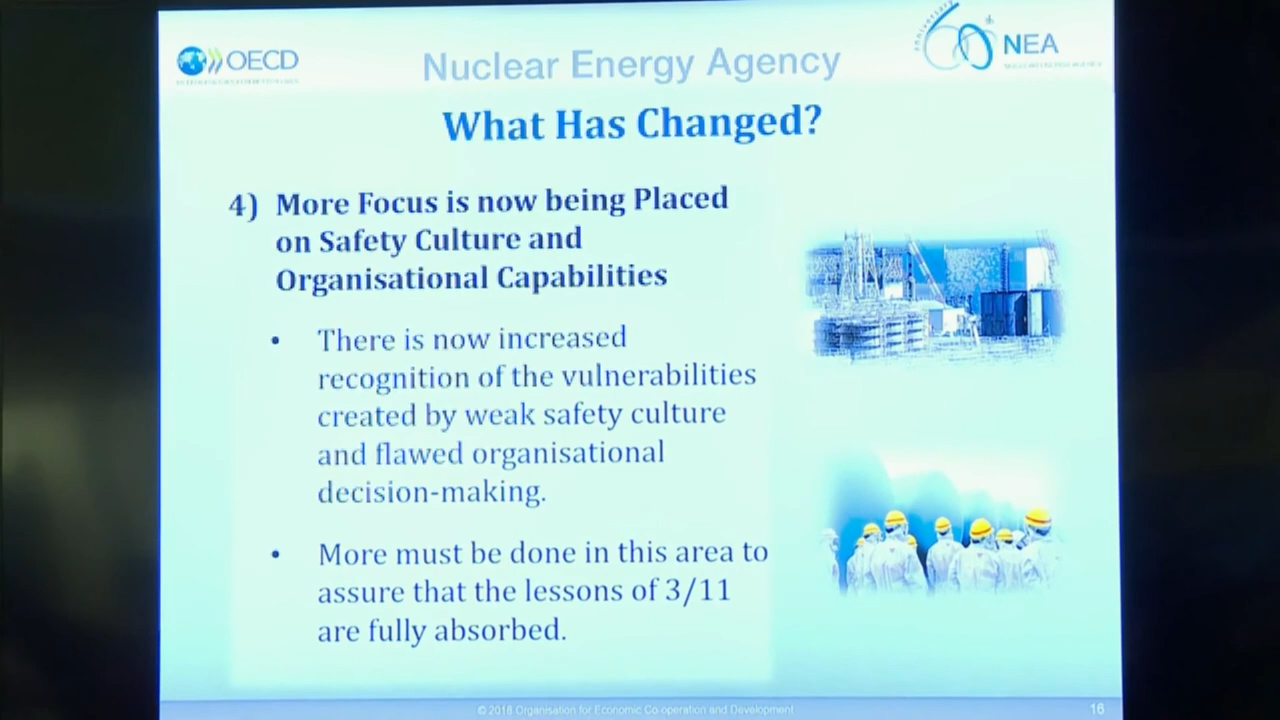 OECD
Nuclear Energy Agency
anniversary
60th
NEA
What Has Changed?
4) More Focus is now being Placed
on Safety Culture and
Organisational Capabilities
• There is now increased
recognition of the vulnerabilities
created by weak safety culture
and flawed organisational
decision-making.
• More must be done in this area to
assure that the lessons of 3/11
are fully absorbed.
© 2018 Organisation for Economic Co-operation and Development
16